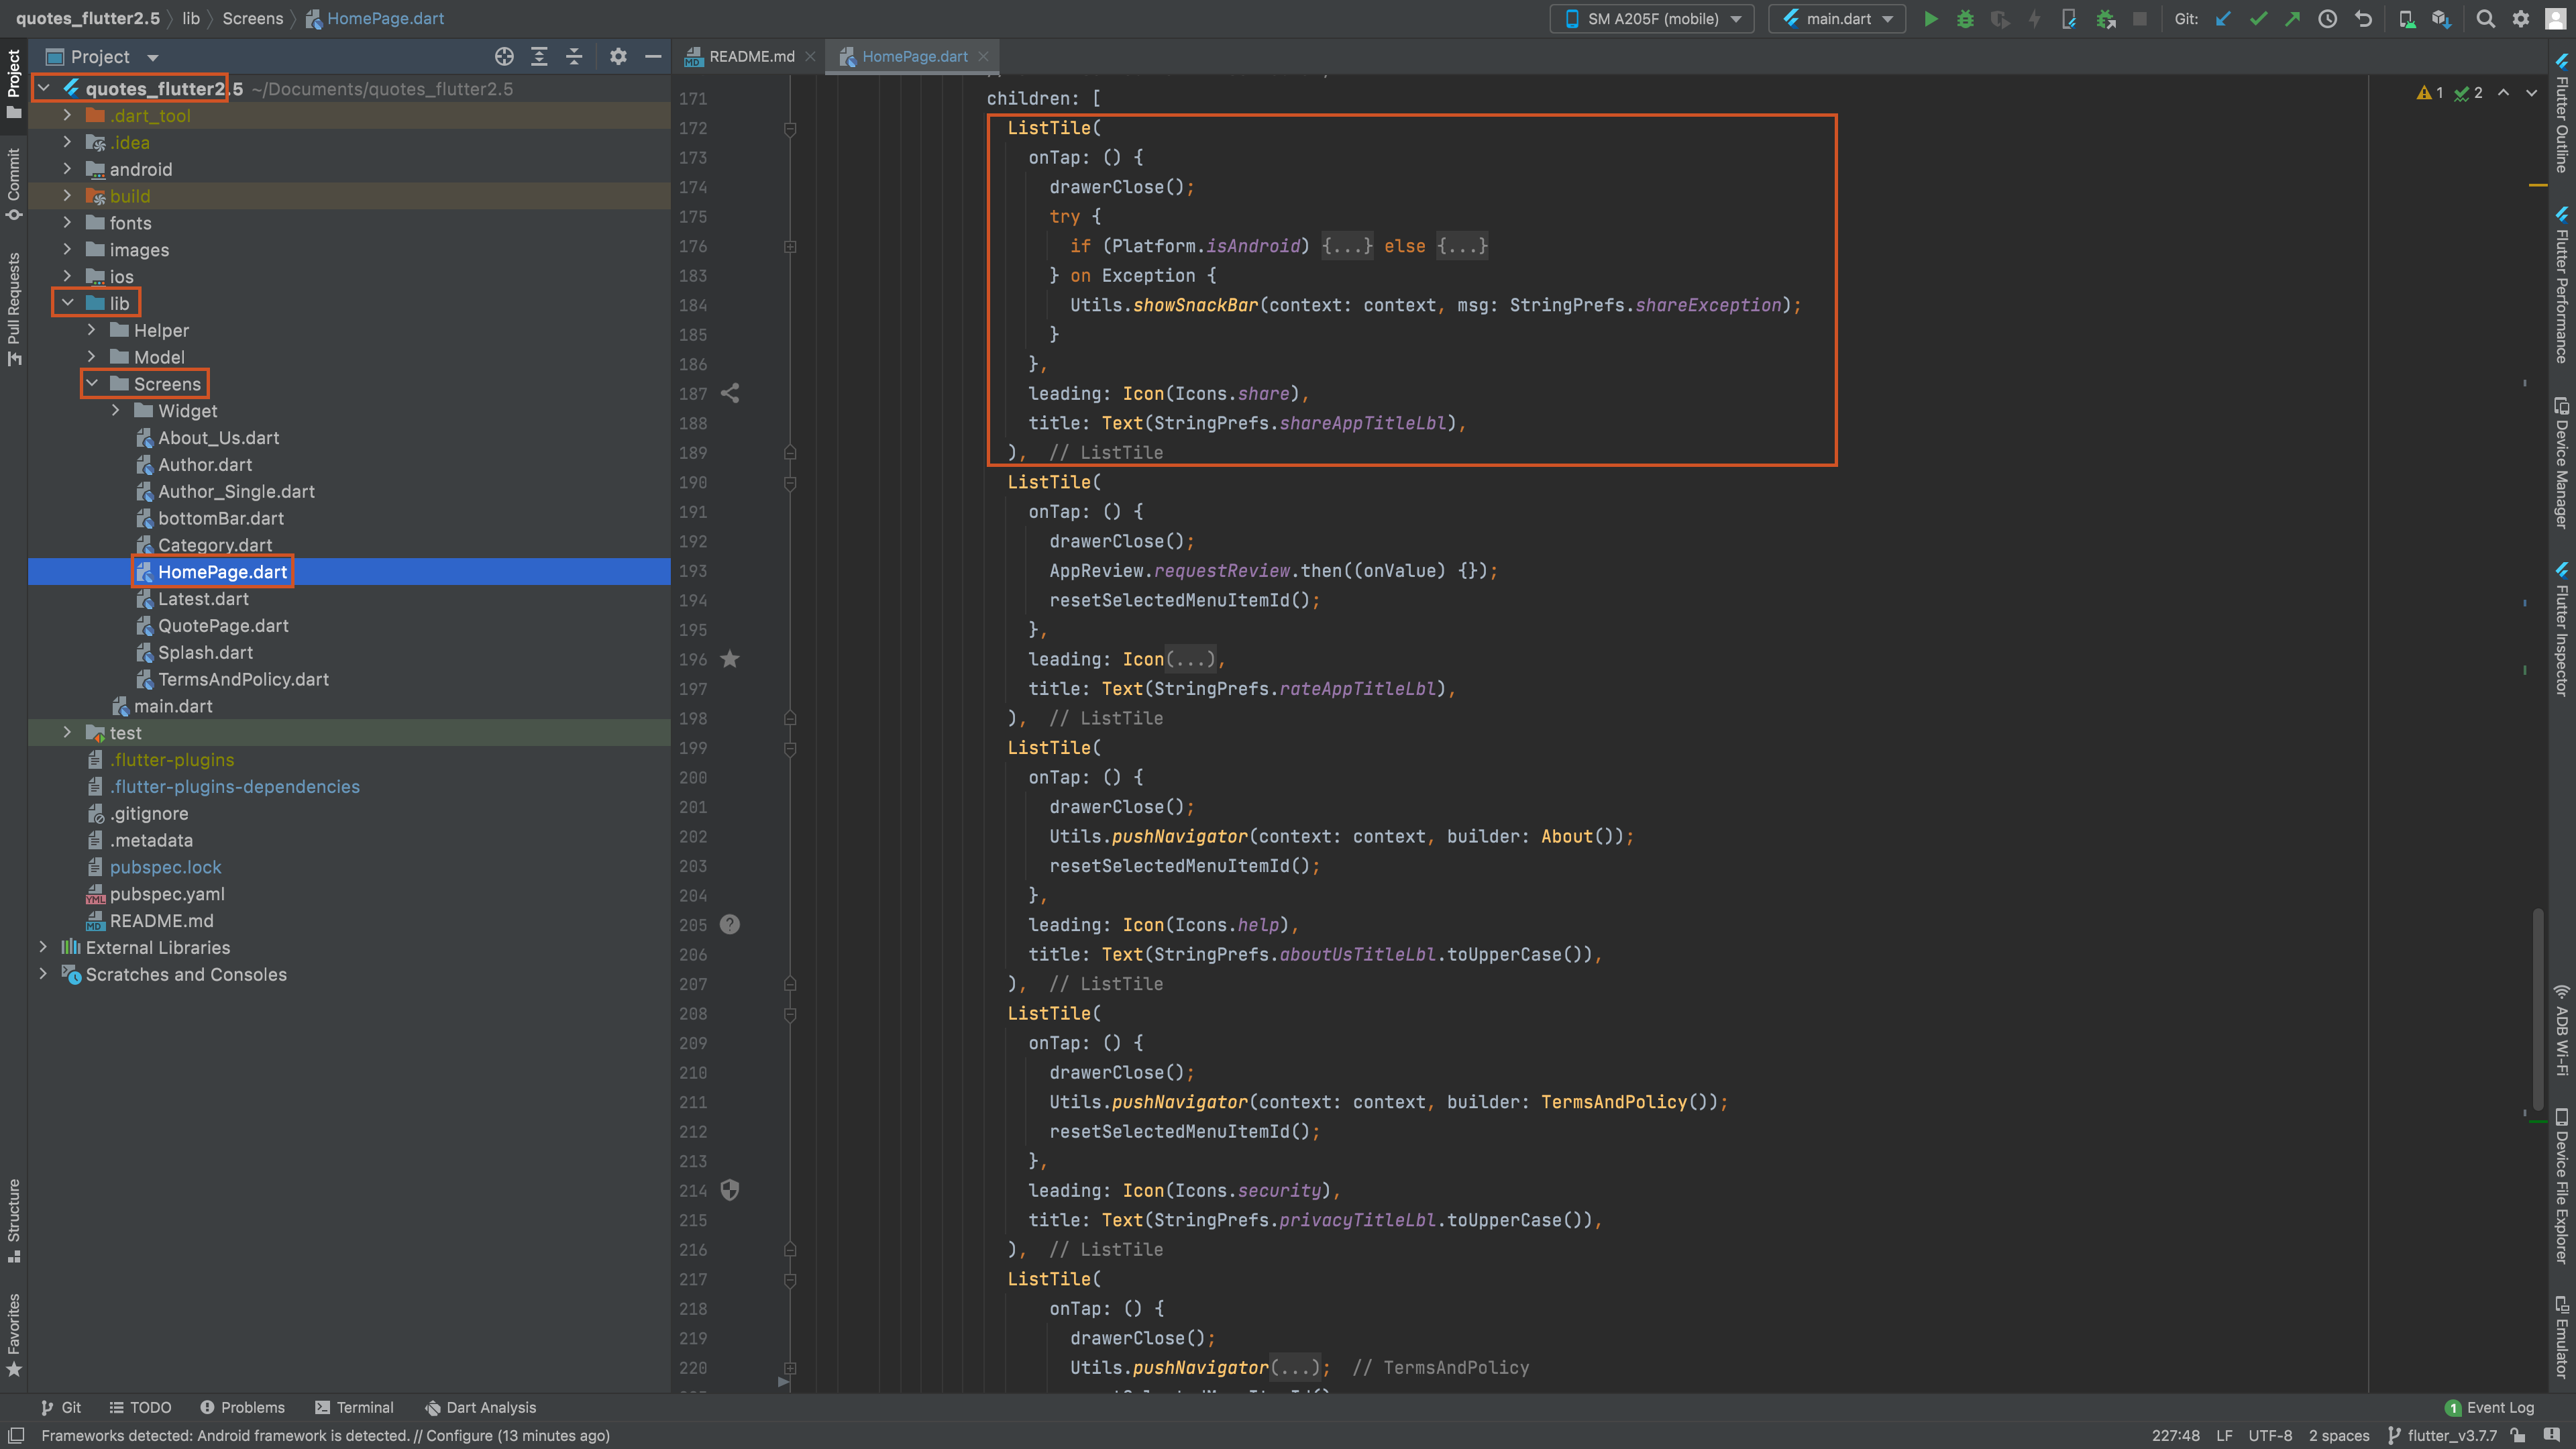 quotes_flutter2.5 lib Screens HomePage.dart SM A205F (mobile) main.dart Git:
Project README.md HomePage.dart
quotes_flutter2.5 ~/Documents/quotes_flutter2.5
.dart_tool
.idea
android
build
fonts
images
ios
lib
Helper
Model
Screens
Widget
About_Us.dart
Author.dart
Author_Single.dart
bottomBar.dart
Category.dart
HomePage.dart
Latest.dart
QuotePage.dart
Splash.dart
TermsAndPolicy.dart
main.dart
test
.flutter-plugins
.flutter-plugins-dependencies
.gitignore
.metadata
pubspec.lock
pubspec.yaml
README.md
External Libraries
Scratches and Consoles
Project
Commit
Pull Requests
Structure
Favorites
1 2
171 children: [
172 ListTile(
173 onTap: () {
174 drawerClose();
175 try {
176 if (Platform.isAndroid) {...} else {...}
183 } on Exception {
184 Utils.showSnackBar(context: context, msg: StringPrefs.shareException);
185 }
186 },
187 leading: Icon(Icons.share),
188 title: Text(StringPrefs.shareAppTitleLbl),
189 ), // ListTile
190 ListTile(
191 onTap: () {
192 drawerClose();
193 AppReview.requestReview.then((onValue) {});
194 resetSelectedMenuItemId();
195 },
196 leading: Icon(...),
197 title: Text(StringPrefs.rateAppTitleLbl),
198 ), // ListTile
199 ListTile(
200 onTap: () {
201 drawerClose();
202 Utils.pushNavigator(context: context, builder: About());
203 resetSelectedMenuItemId();
204 },
205 leading: Icon(Icons.help),
206 title: Text(StringPrefs.aboutUsTitleLbl.toUpperCase()),
207 ), // ListTile
208 ListTile(
209 onTap: () {
210 drawerClose();
211 Utils.pushNavigator(context: context, builder: TermsAndPolicy());
212 resetSelectedMenuItemId();
213 },
214 leading: Icon(Icons.security),
215 title: Text(StringPrefs.privacyTitleLbl.toUpperCase()),
216 ), // ListTile
217 ListTile(
218 onTap: () {
219 drawerClose();
220 Utils.pushNavigator(...); // TermsAndPolicy
Flutter Outline
Flutter Performance
Device Manager
Flutter Inspector
ADB Wi-Fi
Device File Explorer
Emulator
Git TODO Problems Terminal Dart Analysis 1 Event Log
Frameworks detected: Android framework is detected. // Configure (13 minutes ago) 227:48 LF UTF-8 2 spaces flutter_v3.7.7